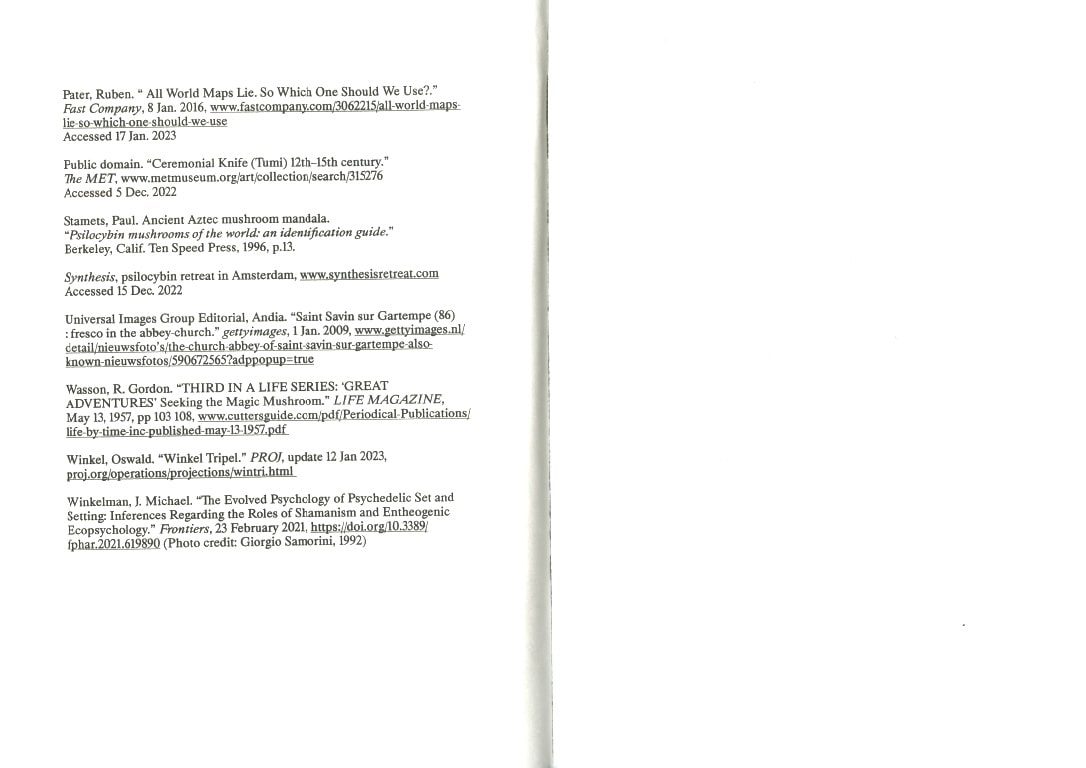 Pater, Ruben. “ All World Maps Lie. So Which One Should We Use?.”
Fast Company, 8 Jan. 2016, www.fastcompany.com/3062215/all-world-maps-
lie-so-which-one-should-we-use
Accessed 17 Jan. 2023
Public domain. “Ceremonial Knife (Tumi) 12th–15th century.”
The MET, www.metmuseum.org/art/collection/search/315276
Accessed 5 Dec. 2022
Stamets, Paul. Ancient Aztec mushroom mandala.
“Psilocybin mushrooms of the world: an identification guide.”
Berkeley, Calif. Ten Speed Press, 1996, p.13.
Synthesis, psilocybin retreat in Amsterdam, www.synthesisretreat.com
Accessed 15 Dec. 2022
Universal Images Group Editorial, Andia. “Saint Savin sur Gartempe (86)
: fresco in the abbey-church.” gettyimages, 1 Jan. 2009, www.gettyimages.nl/
detail/nieuwsfoto’s/the-church-abbey-of-saint-savin-sur-gartempe-also-
known-nieuwsfotos/590672565?adppopup=true
Wasson, R. Gordon. “THIRD IN A LIFE SERIES: ‘GREAT
ADVENTURES’ Seeking the Magic Mushroom.” LIFE MAGAZINE,
May 13, 1957, pp 103 108, www.cuttersguide.com/pdf/Periodical-Publications/
life-by-time-inc-published-may-13-1957.pdf
Winkel, Oswald. “Winkel Tripel.” PROJ, update 12 Jan 2023,
proj.org/operations/projections/wintri.html
Winkelman, J. Michael. “The Evolved Psychology of Psychedelic Set and
Setting: Inferences Regarding the Roles of Shamanism and Entheogenic
Ecopsychology.” Frontiers, 23 February 2021, https://doi.org/10.3389/
fphar.2021.619890 (Photo credit: Giorgio Samorini, 1992)